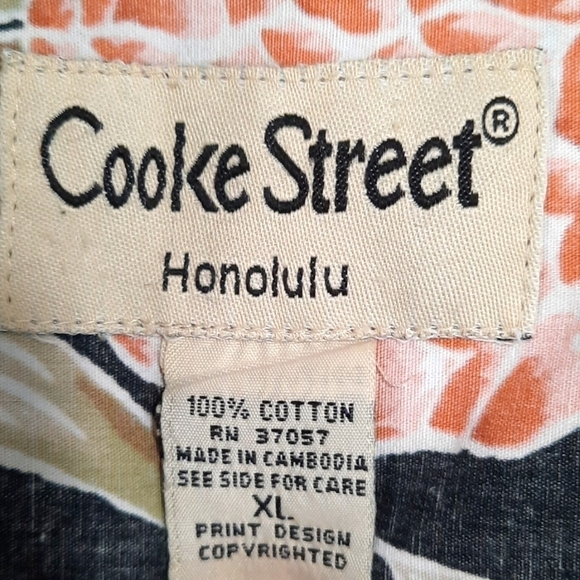 Cooke Street®
Honolulu
100% COTTON
RN 37057
MADE IN CAMBODIA
SEE SIDE FOR CARE
XL
PRINT DESIGN
COPYRIGHTED